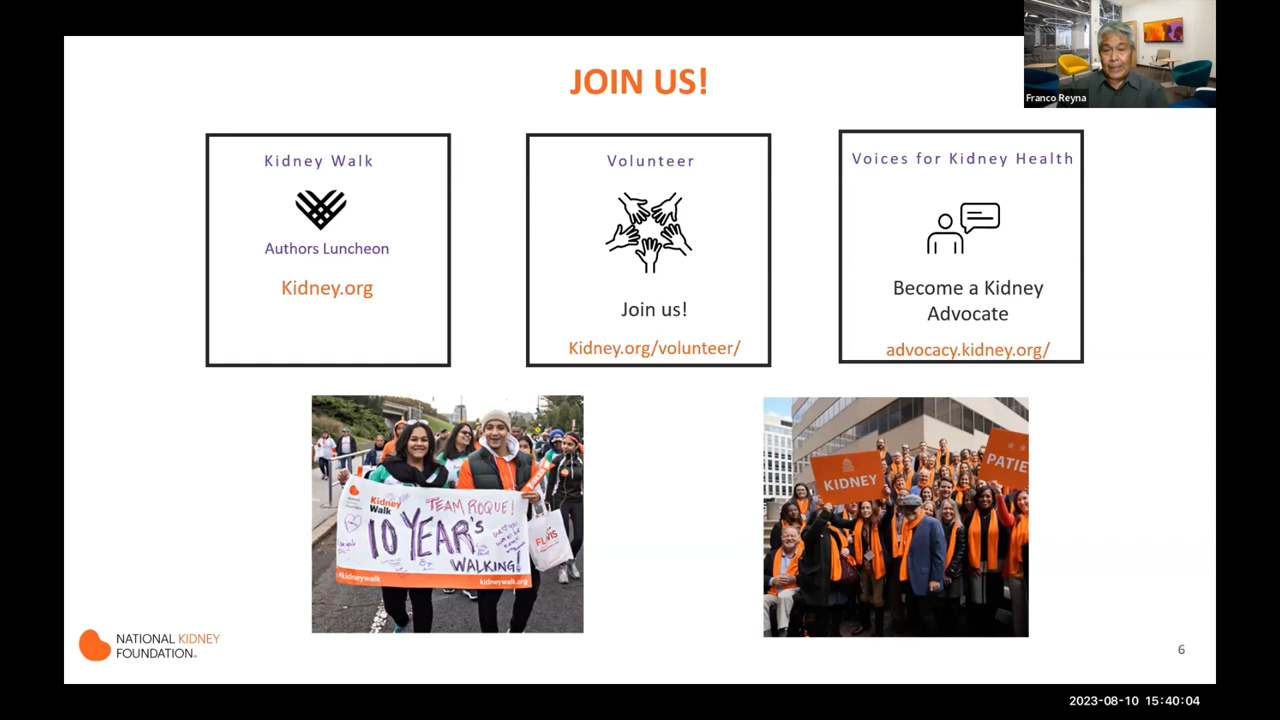 JOIN US!
Franco Reyna
Kidney Walk
Authors Luncheon
Kidney.org
Volunteer
Join us!
Kidney.org/volunteer/
Voices for Kidney Health
Become a Kidney
Advocate
advocacy.kidney.org/
Kidney
Walk
TEAM ROQUE!
10 YEAR'S
WALKING!
#kidneywalk
kidneywalk.org
KIDNEY
PATIE
NATIONAL KIDNEY
FOUNDATION®
6
2023-08-10 15:40:04